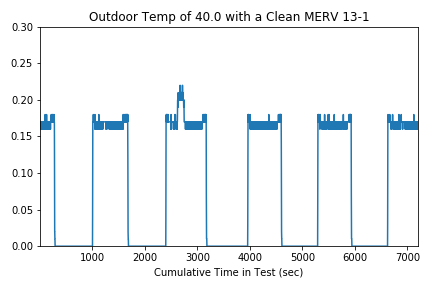 Outdoor Temp of 40.0 with a Clean MERV 13-1
0.30
0.25
0.20
0.15
0.10
0.05
0.00
1000 2000 3000 4000 5000 6000 7000
Cumulative Time in Test (sec)